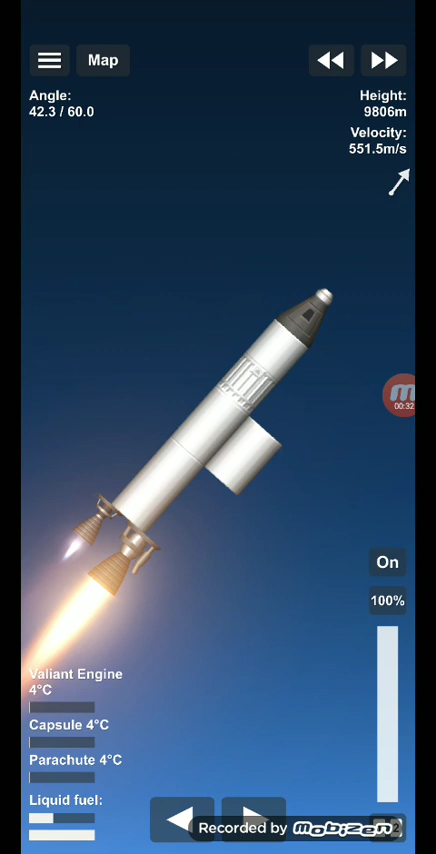 Map
Angle:
42.3 / 60.0
Height:
9806m
Velocity:
551.5m/s
00:32
On
100%
Valiant Engine
4°C
Capsule 4°C
Parachute 4°C
Liquid fuel:
Recorded by mobizen